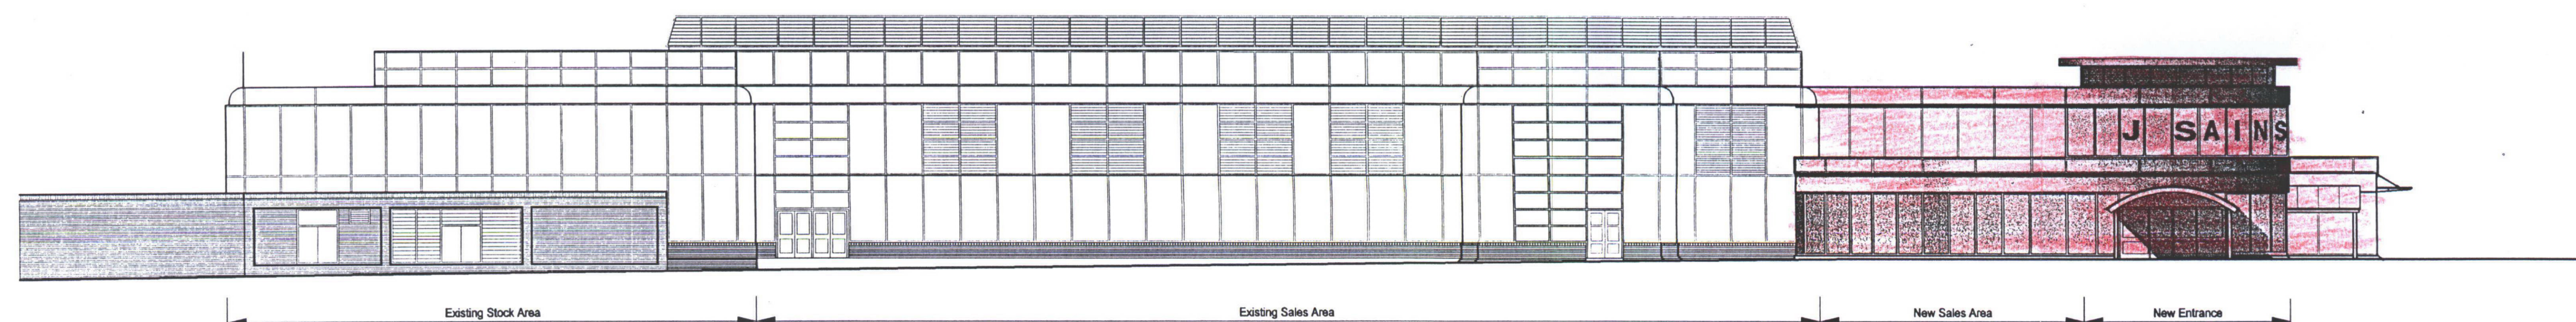 J SAINS
Existing Stock Area
Existing Sales Area
New Sales Area
New Entrance